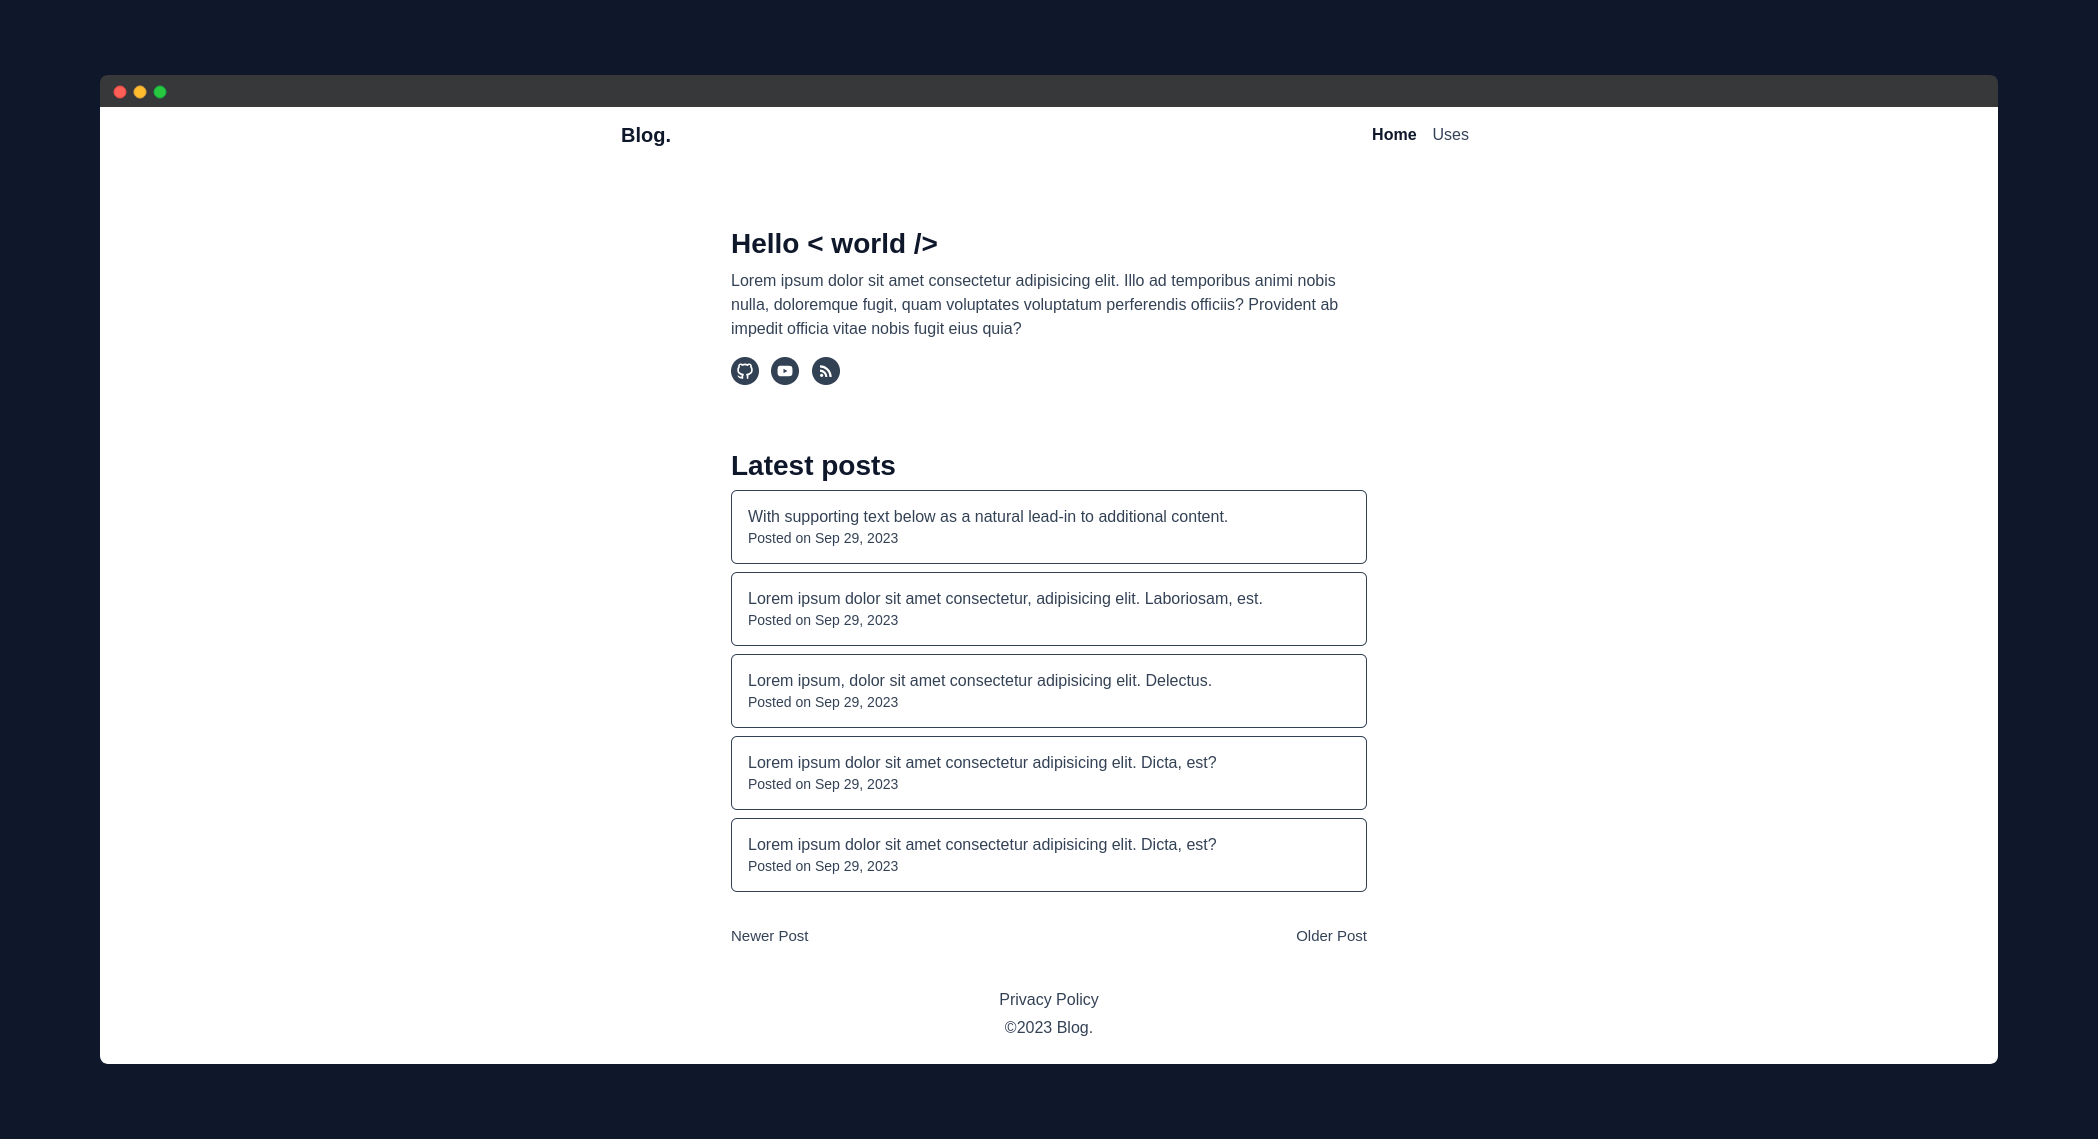 Blog.
Home Uses
Hello < world />
Lorem ipsum dolor sit amet consectetur adipisicing elit. Illo ad temporibus animi nobis
nulla, doloremque fugit, quam voluptates voluptatum perferendis officiis? Provident ab
impedit officia vitae nobis fugit eius quia?
Latest posts
With supporting text below as a natural lead-in to additional content.
Posted on Sep 29, 2023
Lorem ipsum dolor sit amet consectetur, adipisicing elit. Laboriosam, est.
Posted on Sep 29, 2023
Lorem ipsum, dolor sit amet consectetur adipisicing elit. Delectus.
Posted on Sep 29, 2023
Lorem ipsum dolor sit amet consectetur adipisicing elit. Dicta, est?
Posted on Sep 29, 2023
Lorem ipsum dolor sit amet consectetur adipisicing elit. Dicta, est?
Posted on Sep 29, 2023
Newer Post
Older Post
Privacy Policy
©2023 Blog.